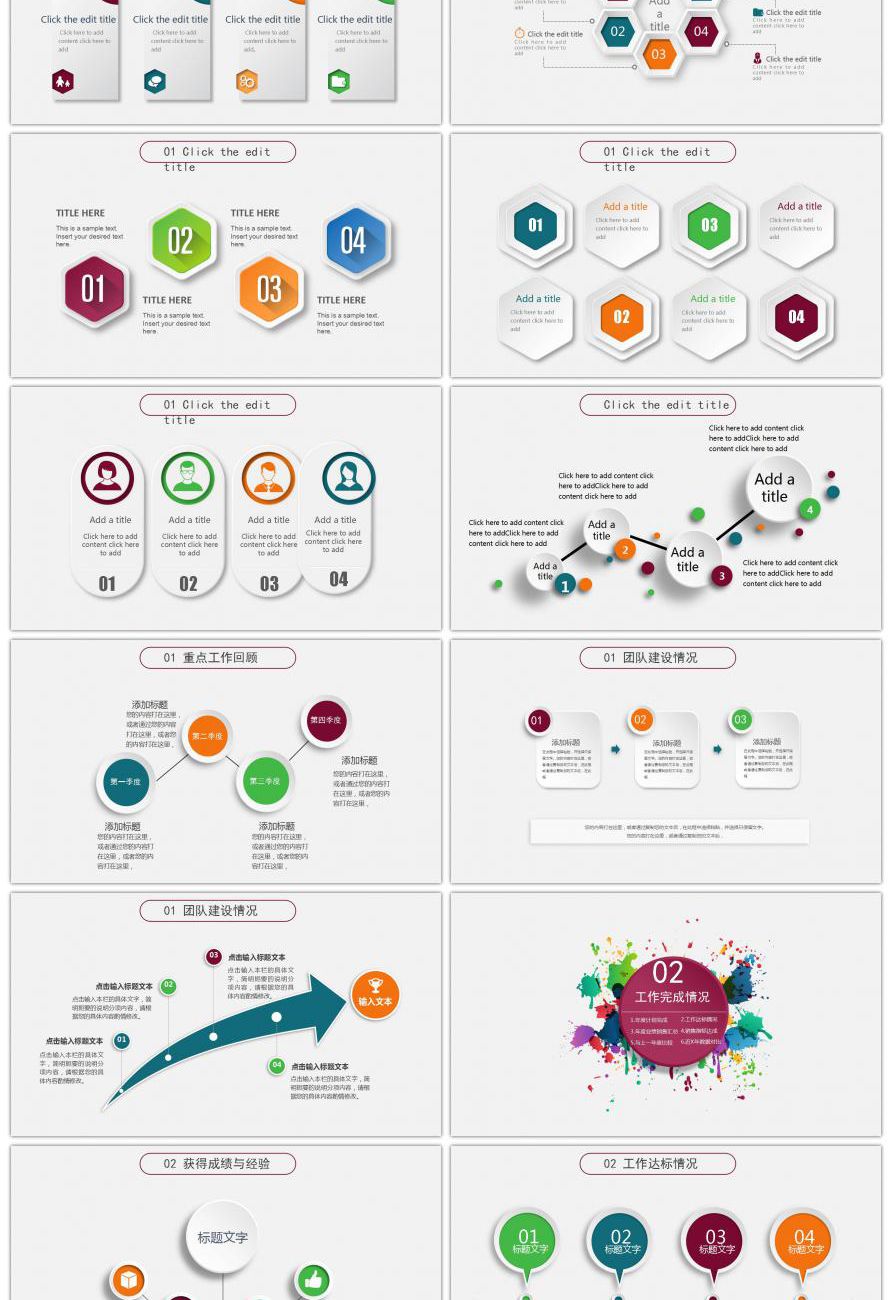 Click the edit title
Click here to add
content click here to
add
Click the edit title
Click here to add
content click here to
add
Click the edit title
Click here to add
content click here to
add.
Click the edit title
Click here to add
content click here to
add
add
Click the edit title
Click here to add
content click here to
add
02
Add
a
title
03
04
Click the edit title
Click here to add
content click here to
add
Click the edit title
Click here to add
content click here to
add
01 Click the edit
title
TITLE HERE
This is a sample text.
Insert your desired text
here.
01
02
TITLE HERE
This is a sample text.
Insert your desired text
here.
TITLE HERE
This is a sample text.
Insert your desired text
here.
03
04
TITLE HERE
This is a sample text.
Insert your desired text
here.
01 Click the edit
title
01
Add a title
Click here to add
content click here to
add
03
Add a title
Click here to add
content click here to
add
Add a title
Click here to add
content click here to
add
02
Add a title
Click here to add
content click here to
add
04
01 Click the edit
title
Add a title
Click here to add
content click here
to add
01
Add a title
Click here to add
content click here
to add
02
Add a title
Click here to add
content click here
to add
03
Add a title
Click here to add
content click here
to add
04
Click the edit title
Click here to add content click
here to addClick here to add
content click here to add
Add a
title
4
Click here to add content click
here to addClick here to add
content click here to add
Add a
title
2
Click here to add content click
here to addClick here to add
content click here to add
Add a
title
1
Add a
title
3
Click here to add content click
here to addClick here to add
content click here to add
01 重点工作回顾
添加标题
您的内容打在这里,
或者通过您的内容
打在这里,或者您
的内容打在这里。
第一季度
第二季度
第三季度
第四季度
添加标题
您的内容打在这里,
或者通过您的内容打
在这里,或者您的内
容打在这里。
添加标题
您的内容打在这里,
或者通过您的内容打
在这里,或者您的内
容打在这里。
添加标题
您的内容打在这里,
或者通过您的内容打
在这里,或者您的内
容打在这里。
01 团队建设情况
01
添加标题
02
添加标题
03
添加标题
01 团队建设情况
03
点击输入标题文本
点击输入本栏的具体文
字,简明扼要的说明分
项内容,请根据您的具
体内容酌情修改。
02
点击输入标题文本
点击输入本栏的具体文字,简
明扼要的说明分项内容,请根
据您的具体内容酌情修改。
01
点击输入标题文本
点击输入本栏的具体文
字,简明扼要的说明分
项内容,请根据您的具
体内容酌情修改。
输入文本
04
点击输入标题文本
点击输入本栏的具体文字,简
明扼要的说明分项内容,请根
据您的具体内容酌情修改。
02
工作完成情况
1.年度计划完成
2.工作达标情况
3.年度业绩销售汇总
4.销售指标达成
5.与上一年度比较
6.近X年数据对比
02 获得成绩与经验
标题文字
02 工作达标情况
01
标题文字
02
标题文字
03
标题文字
04
标题文字